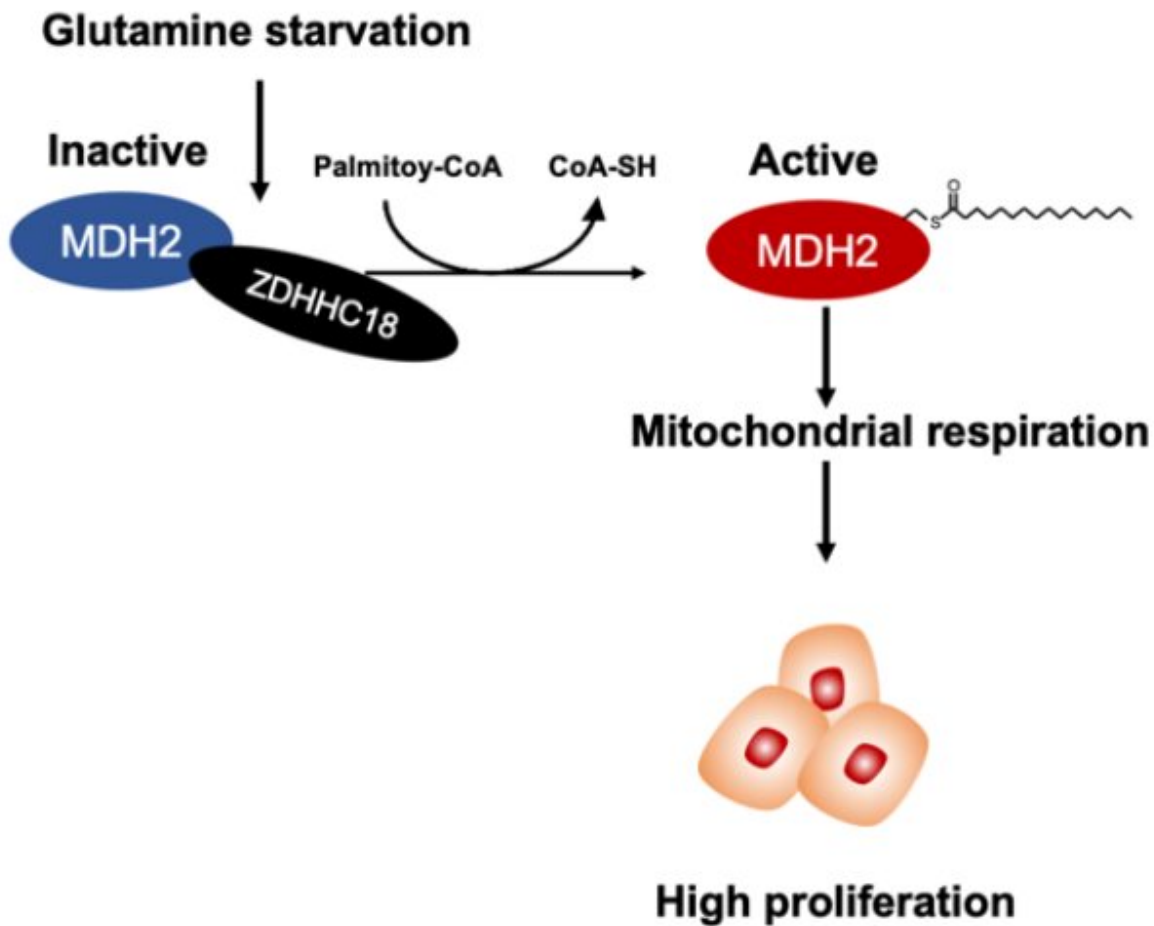 Glutamine starvation
Inactive
Palmitoy-CoA
CoA-SH
Active
MDH2
ZDHHC18
MDH2
O
S
Mitochondrial respiration
High proliferation